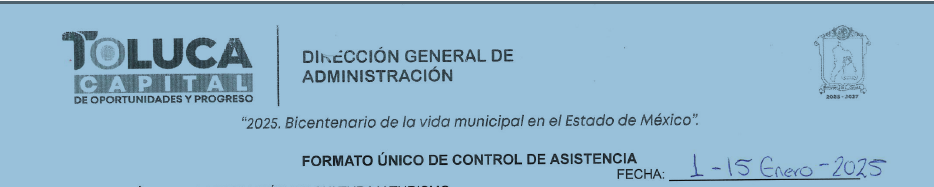 TOLUCA
CAPITAL
DE OPORTUNIDADES Y PROGRESO
DIRECCIÓN GENERAL DE
ADMINISTRACIÓN
2025 - 2027
"2025. Bicentenario de la vida municipal en el Estado de México".
FORMATO ÚNICO DE CONTROL DE ASISTENCIA
FECHA: 1-15 Enero-2025